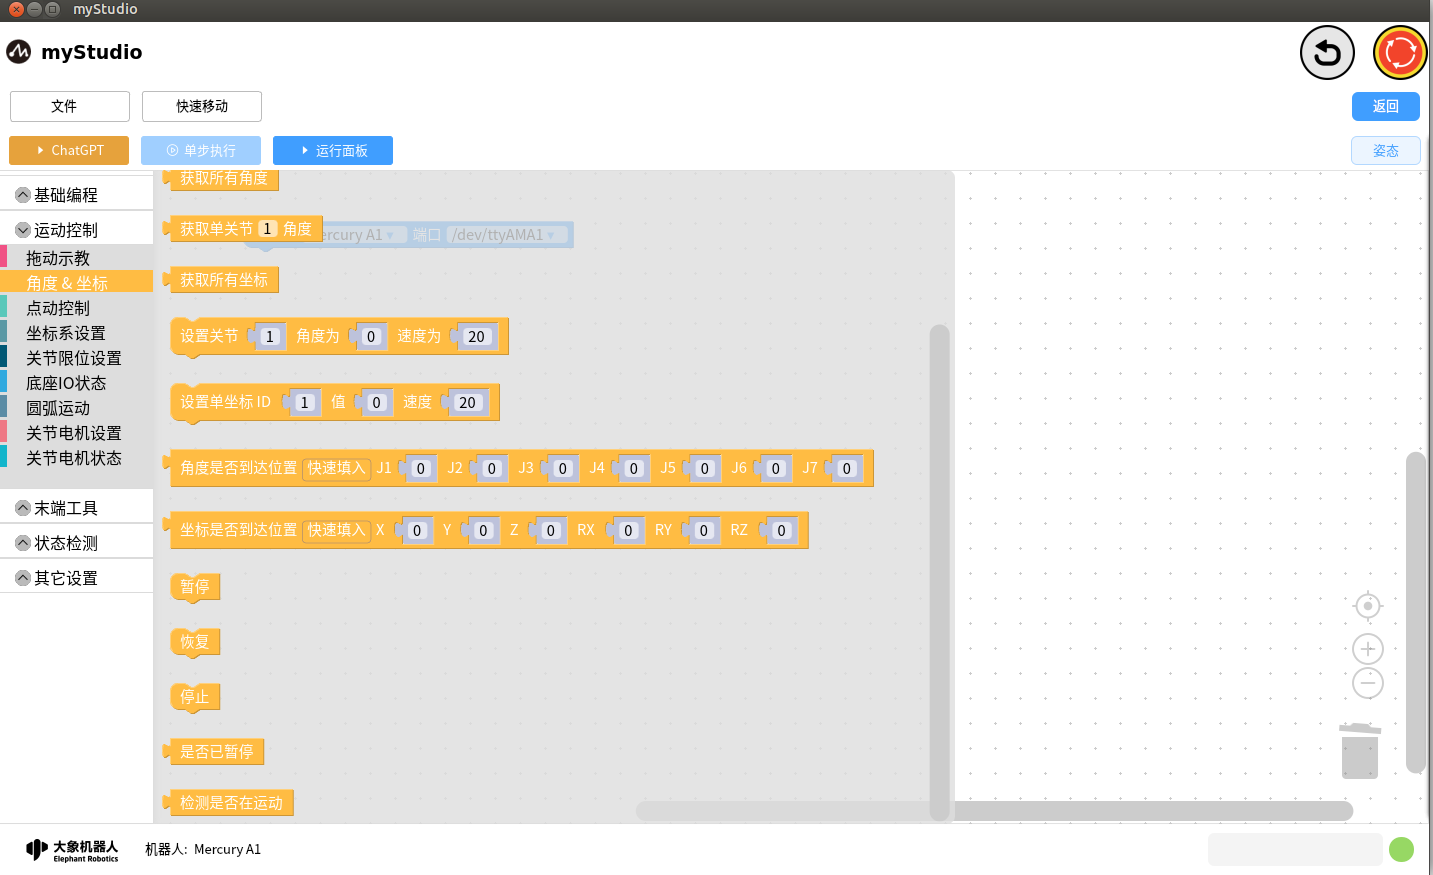 myStudio
myStudio
文件
快速移动
返回
ChatGPT
单步执行
运行面板
姿态
基础编程
运动控制
拖动示教
角度 & 坐标
点动控制
坐标系设置
关节限位设置
底座IO状态
圆弧运动
关节电机设置
关节电机状态
末端工具
状态检测
其它设置
获取所有角度
获取单关节 1 角度
ercury A1 端口 /dev/ttyAMA1
获取所有坐标
设置关节 1 角度为 0 速度为 20
设置单坐标 ID 1 值 0 速度 20
角度是否到达位置 快速填入 J1 0 J2 0 J3 0 J4 0 J5 0 J6 0 J7 0
坐标是否到达位置 快速填入 X 0 Y 0 Z 0 RX 0 RY 0 RZ 0
暂停
恢复
停止
是否已暂停
检测是否在运动
大象机器人
Elephant Robotics
机器人: Mercury A1